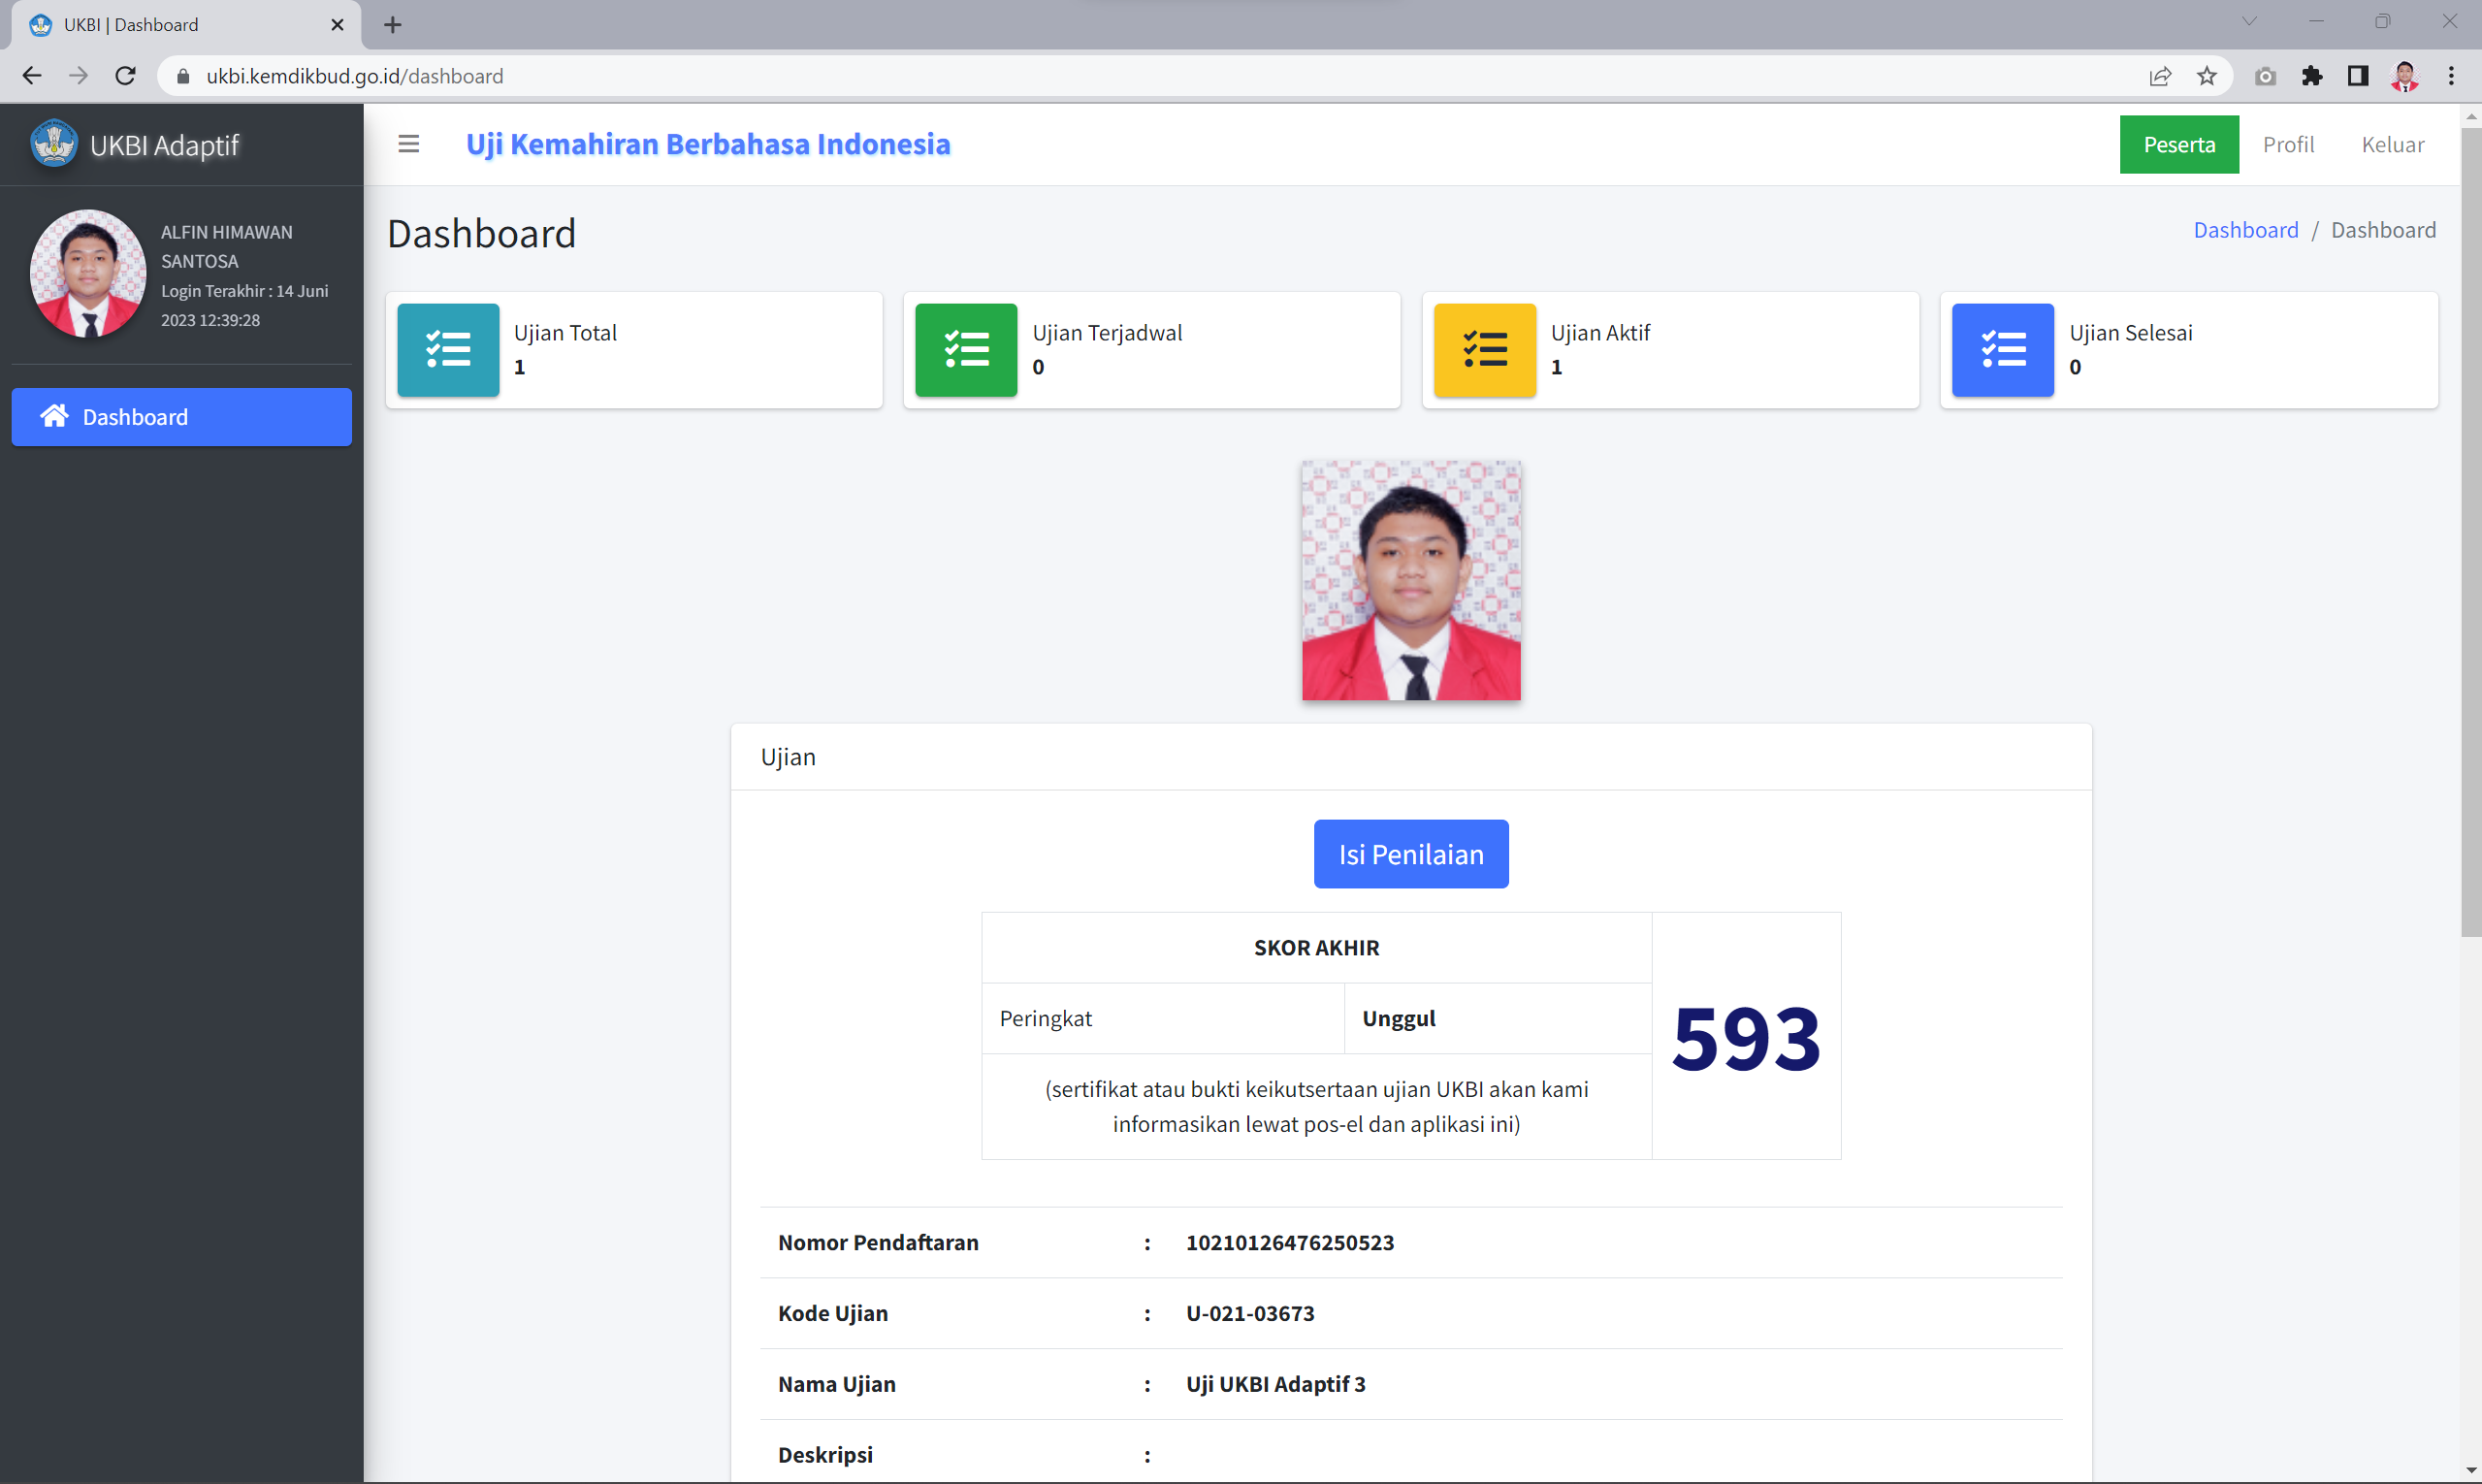 UKBI | Dashboard
ukbi.kemdikbud.go.id/dashboard
UKBI Adaptif
Uji Kemahiran Berbahasa Indonesia
Peserta
Profil
Keluar
ALFIN HIMAWAN
SANTOSA
Login Terakhir : 14 Juni
2023 12:39:28
Dashboard
Dashboard
Dashboard / Dashboard
Ujian Total
1
Ujian Terjadwal
0
Ujian Aktif
1
Ujian Selesai
0
Ujian
Isi Penilaian
SKOR AKHIR
Peringkat
Unggul
593
(sertifikat atau bukti keikutsertaan ujian UKBI akan kami
informasikan lewat pos-el dan aplikasi ini)
Nomor Pendaftaran : 10210126476250523
Kode Ujian : U-021-03673
Nama Ujian : Uji UKBI Adaptif 3
Deskripsi :